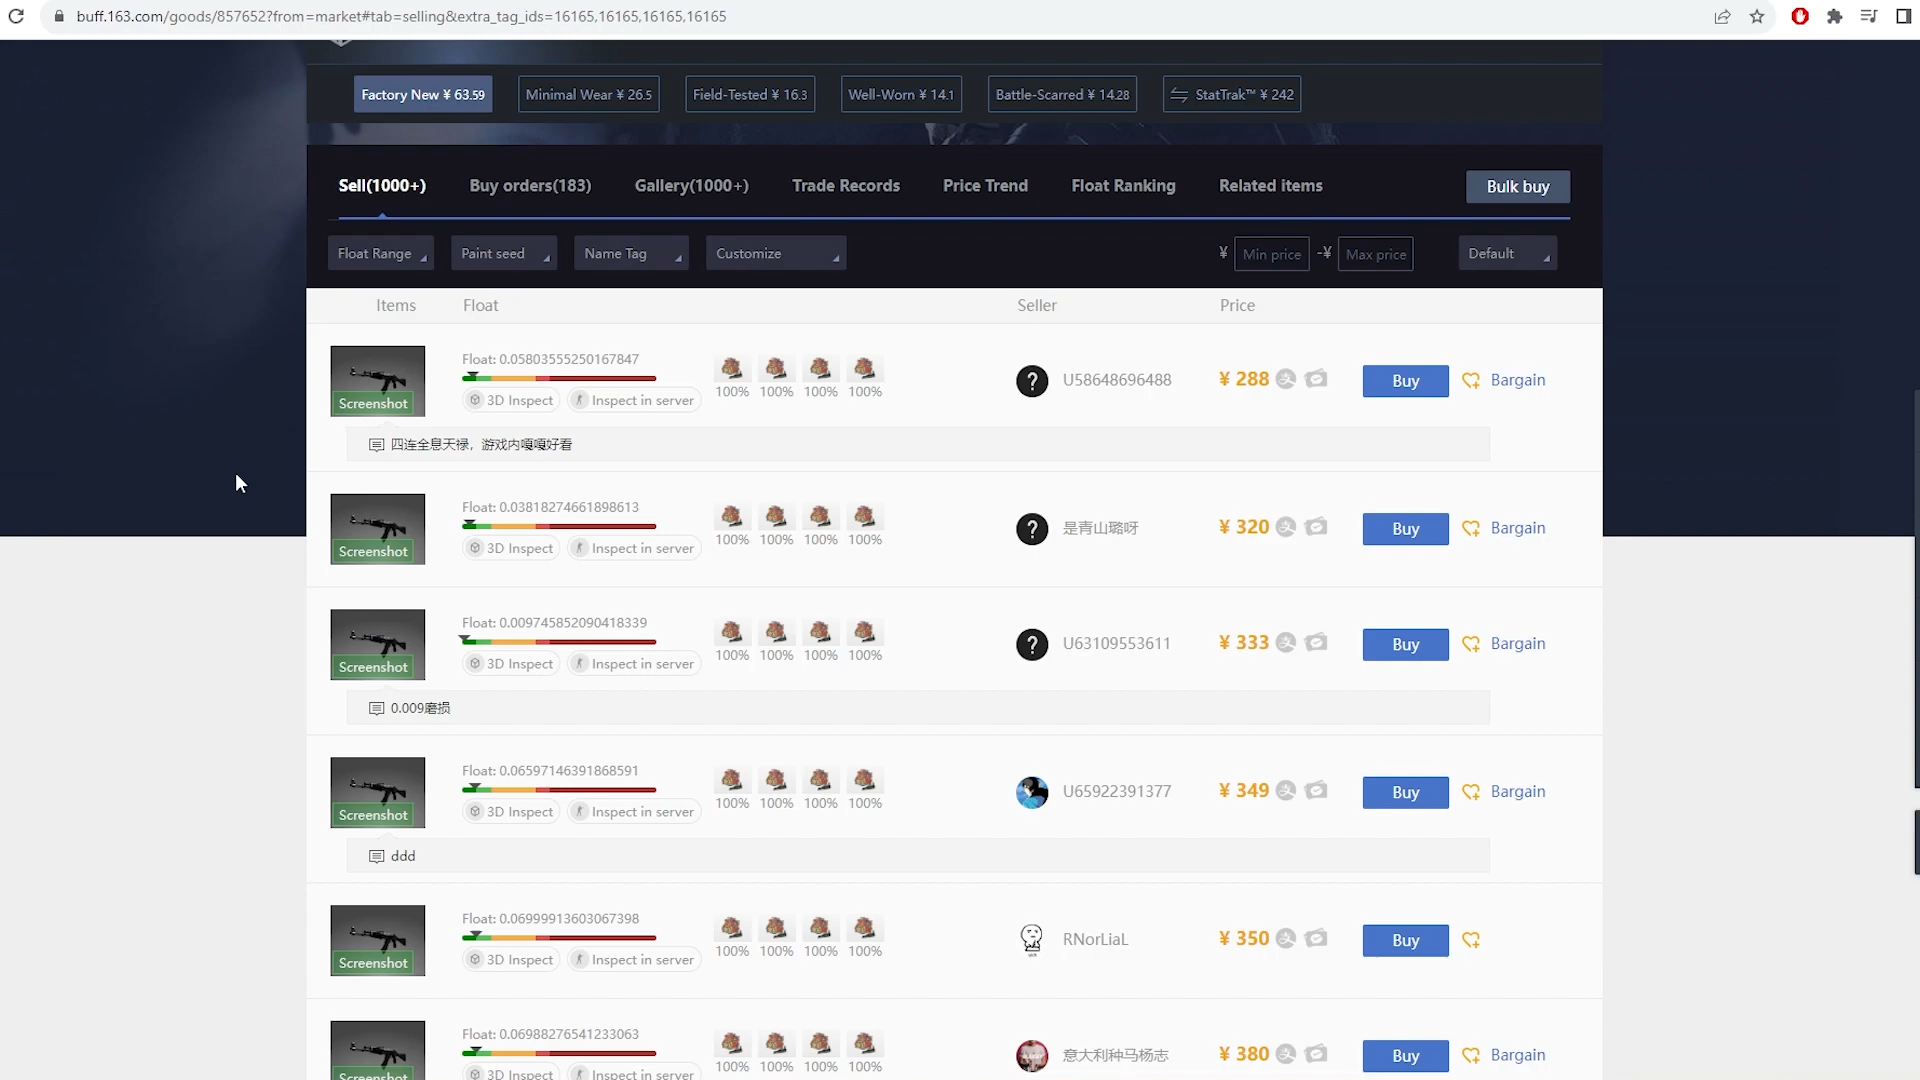 buff.163.com/goods/857652?from=market#tab=selling&extra_tag_ids=16165,16165,16165,16165
Factory New ¥ 63.59 Minimal Wear ¥ 26.5 Field-Tested ¥ 16.3 Well-Worn ¥ 14.1 Battle-Scarred ¥ 14.28 StatTrak™ ¥ 242
Sell(1000+) Buy orders(183) Gallery(1000+) Trade Records Price Trend Float Ranking Related items Bulk buy
Float Range Paint seed Name Tag Customize ¥ Min price -¥ Max price Default
Items Float Seller Price
Float: 0.05803555250167847
100% 100% 100% 100%
Screenshot 3D Inspect Inspect in server
? U58648696488 ¥ 288 Buy Bargain
四连全息天禄，游戏内嘎嘎好看
Float: 0.03818274661898613
100% 100% 100% 100%
Screenshot 3D Inspect Inspect in server
? 是青山璐呀 ¥ 320 Buy Bargain
Float: 0.009745852090418339
100% 100% 100% 100%
Screenshot 3D Inspect Inspect in server
? U63109553611 ¥ 333 Buy Bargain
0.009磨损
Float: 0.06597146391868591
100% 100% 100% 100%
Screenshot 3D Inspect Inspect in server
U65922391377 ¥ 349 Buy Bargain
ddd
Float: 0.06999913603067398
100% 100% 100% 100%
Screenshot 3D Inspect Inspect in server
RNorLiaL ¥ 350 Buy
Float: 0.06988276541233063
100% 100% 100% 100%
Screenshot 3D Inspect Inspect in server
意大利种马杨志 ¥ 380 Buy Bargain